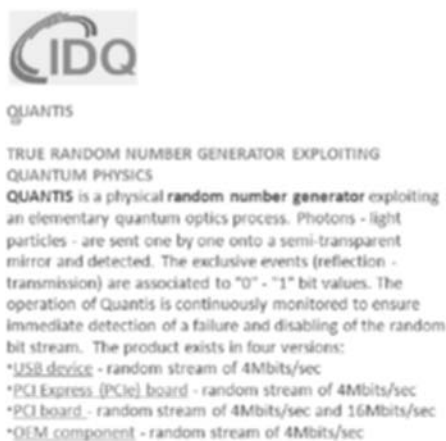 IDQ
QUANTIS
TRUE RANDOM NUMBER GENERATOR EXPLOITING
QUANTUM PHYSICS
QUANTIS is a physical random number generator exploiting
an elementary quantum optics process. Photons - light
particles - are sent one by one onto a semi-transparent
mirror and detected. The exclusive events (reflection -
transmission) are associated to "0" - "1" bit values. The
operation of Quantis is continuously monitored to ensure
immediate detection of a failure and disabling of the random
bit stream. The product exists in four versions:
•USB device - random stream of 4Mbits/sec
•PCI Express (PCIe) board - random stream of 4Mbits/sec
•PCI board - random stream of 4Mbits/sec and 16Mbits/sec
•OEM component - random stream of 4Mbits/sec